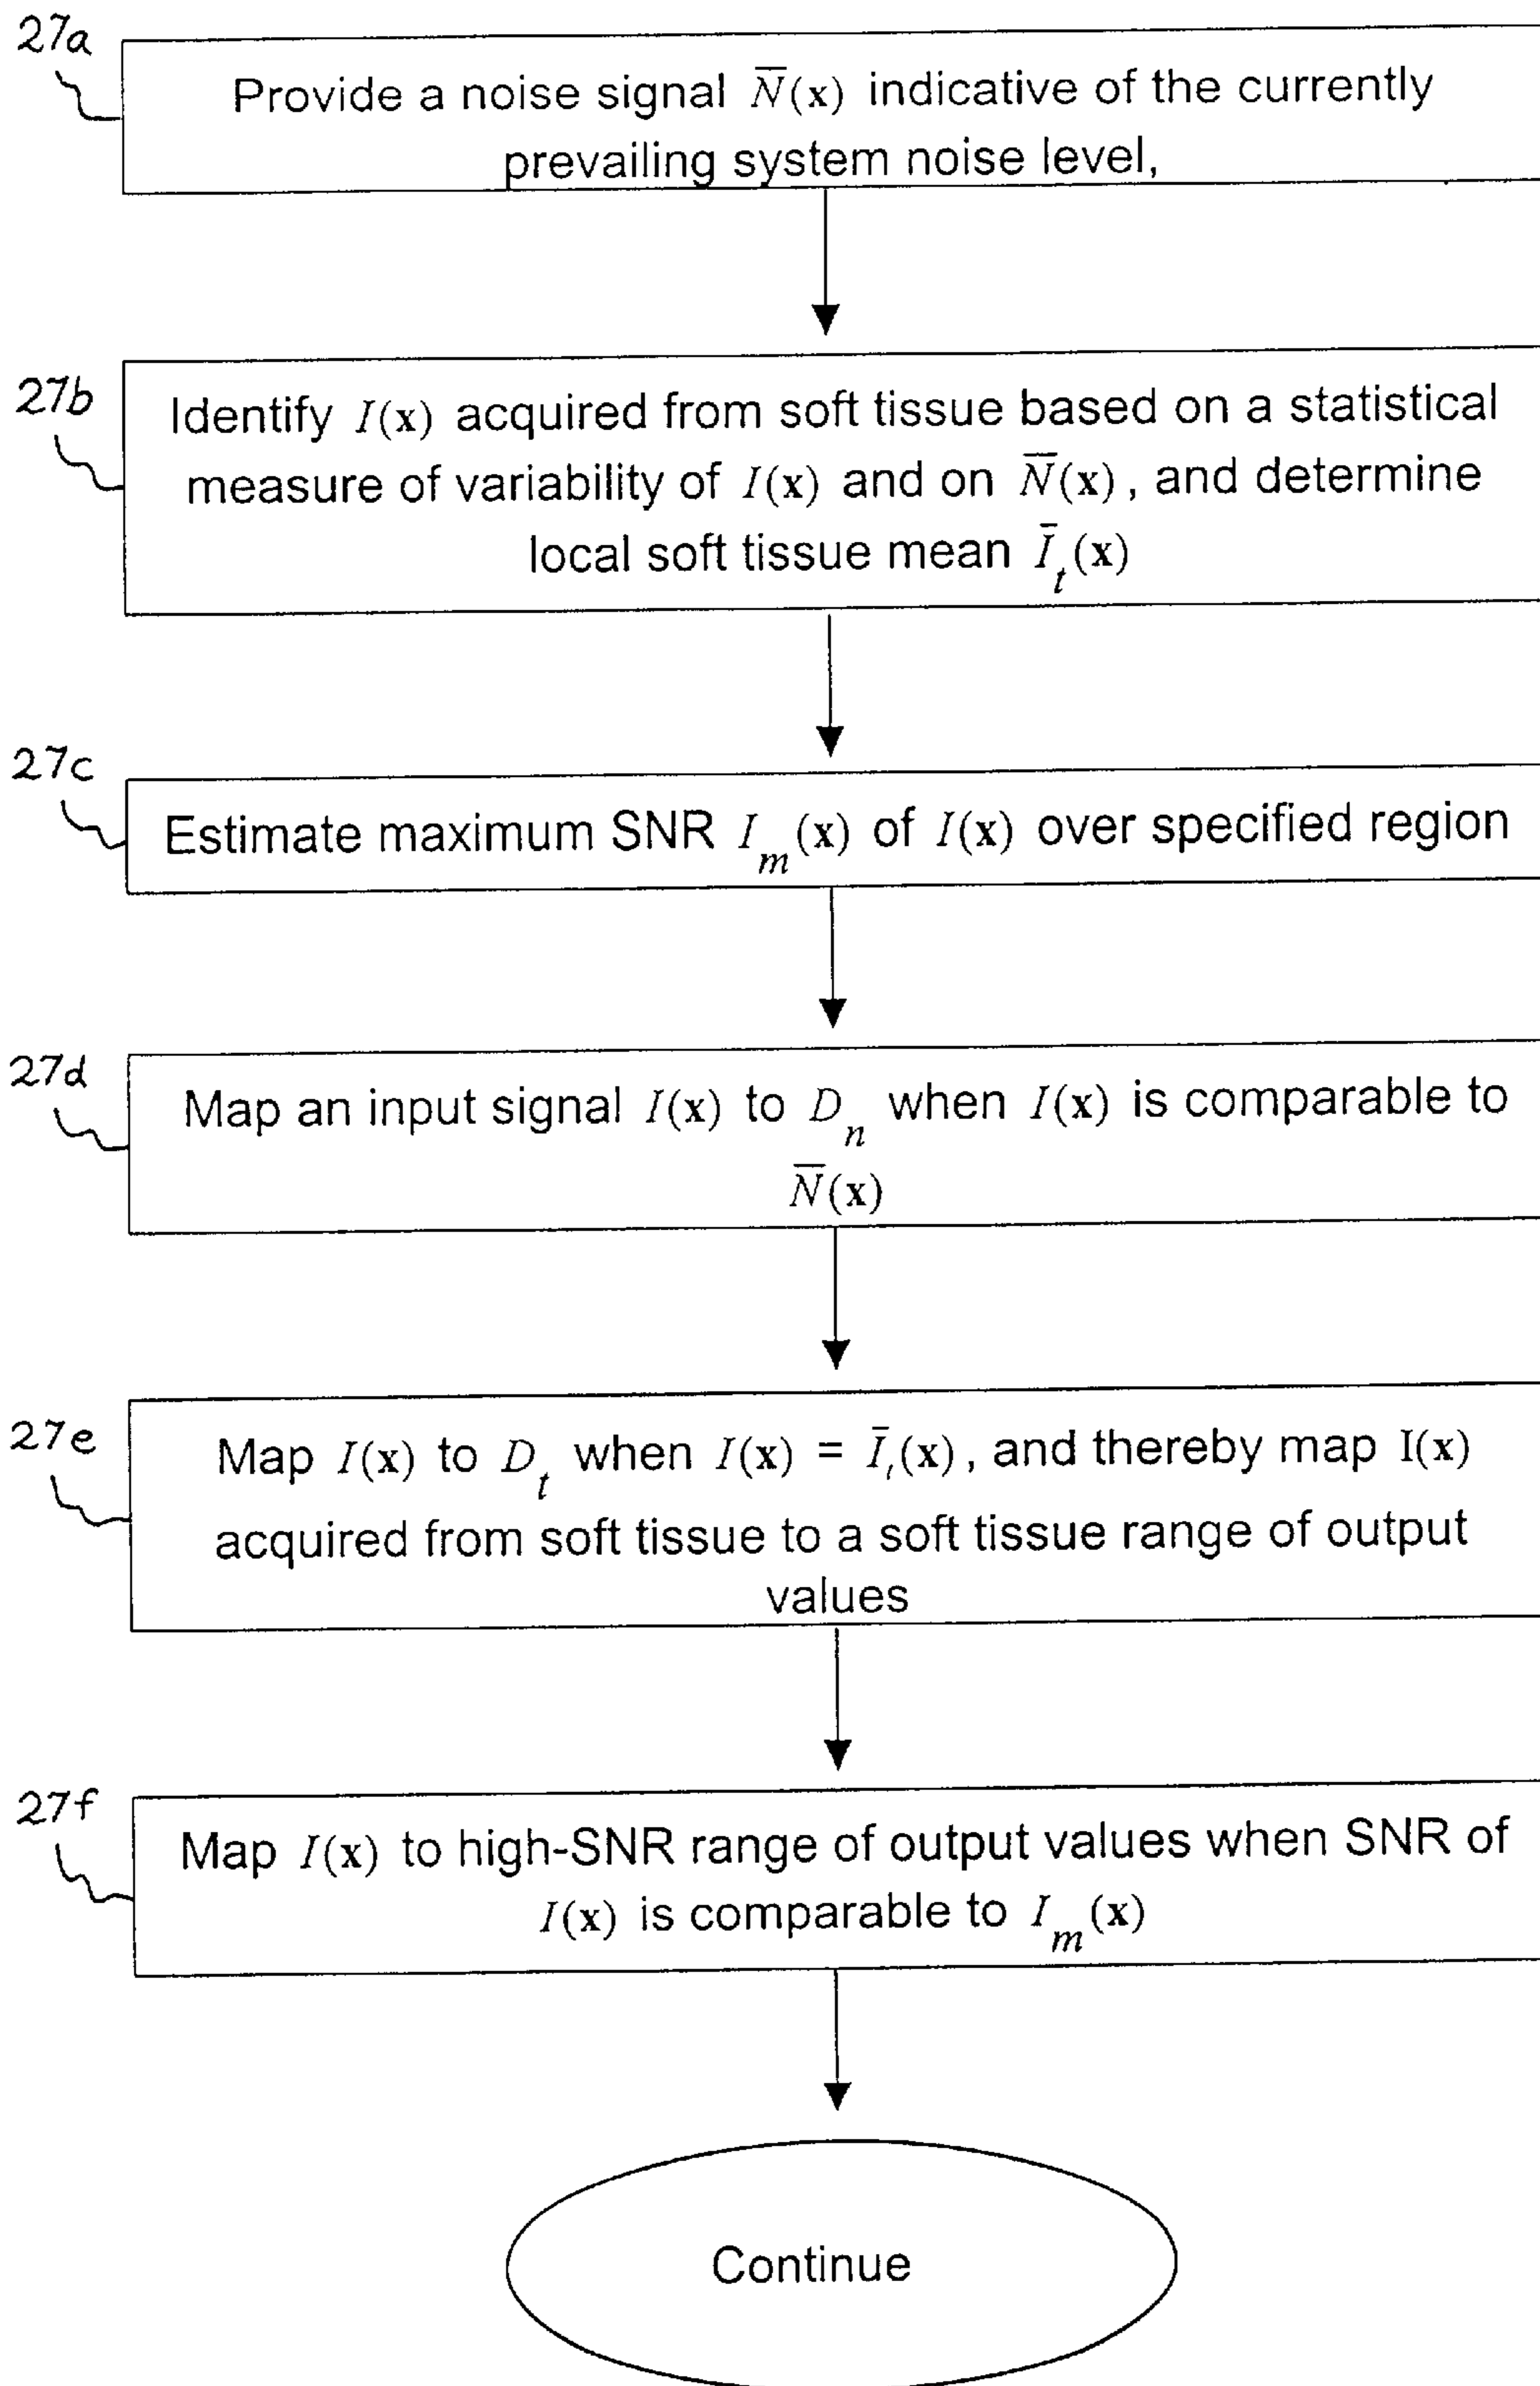 27a
Provide a noise signal N̅(x) indicative of the currently
prevailing system noise level,
27b
Identify I(x) acquired from soft tissue based on a statistical
measure of variability of I(x) and on N̅(x), and determine
local soft tissue mean I̅_t(x)
27c
Estimate maximum SNR I_m(x) of I(x) over specified region
27d
Map an input signal I(x) to D_n when I(x) is comparable to
N̅(x)
27e
Map I(x) to D_t when I(x) = I̅_t(x), and thereby map I(x)
acquired from soft tissue to a soft tissue range of output
values
27f
Map I(x) to high-SNR range of output values when SNR of
I(x) is comparable to I_m(x)
Continue